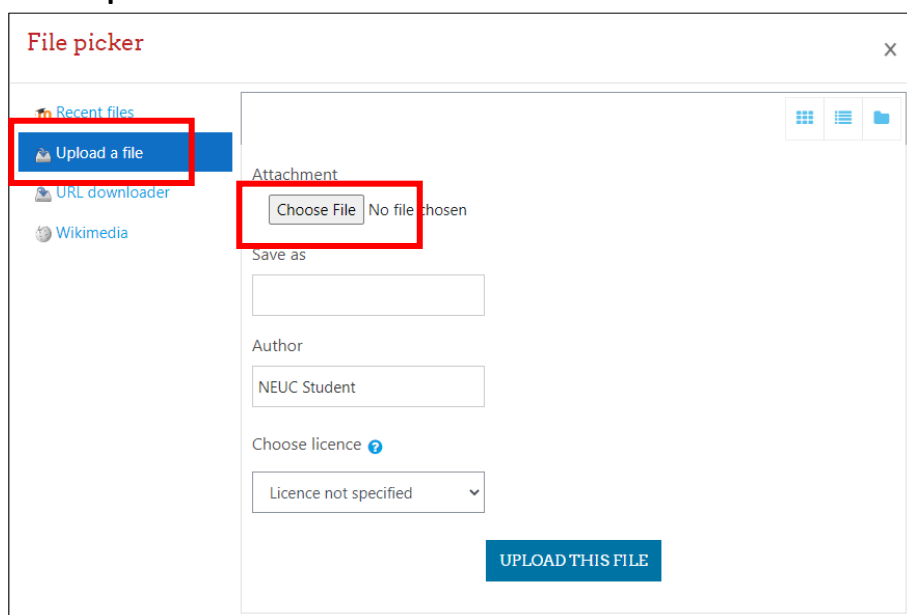 File picker
x
Recent files
Upload a file
URL downloader
Wikimedia
Attachment
Choose File No file chosen
Save as
Author
NEUC Student
Choose licence ?
Licence not specified
UPLOAD THIS FILE